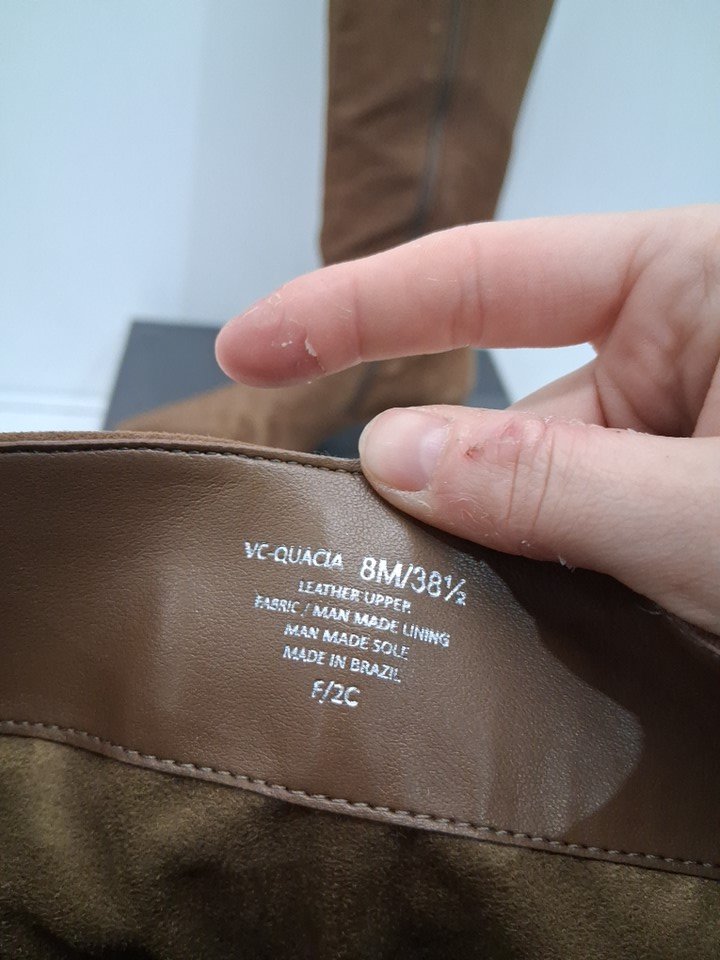 VC-QUACIA 8M/38½
LEATHER UPPER
FABRIC / MAN MADE LINING
MAN MADE SOLE
MADE IN BRAZIL
F/2C